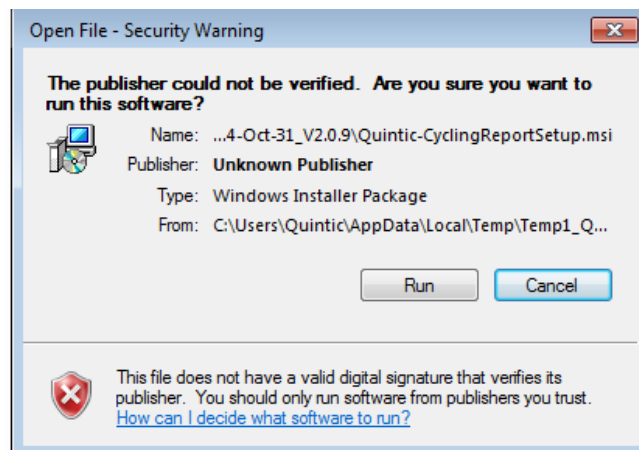 Open File - Security Warning
The publisher could not be verified.  Are you sure you want to
run this software?
Name: ...4-Oct-31_V2.0.9\Quintic-CyclingReportSetup.msi
Publisher: Unknown Publisher
Type: Windows Installer Package
From: C:\Users\Quintic\AppData\Local\Temp\Temp1_Q...
Run
Cancel
This file does not have a valid digital signature that verifies its
publisher.  You should only run software from publishers you trust.
How can I decide what software to run?